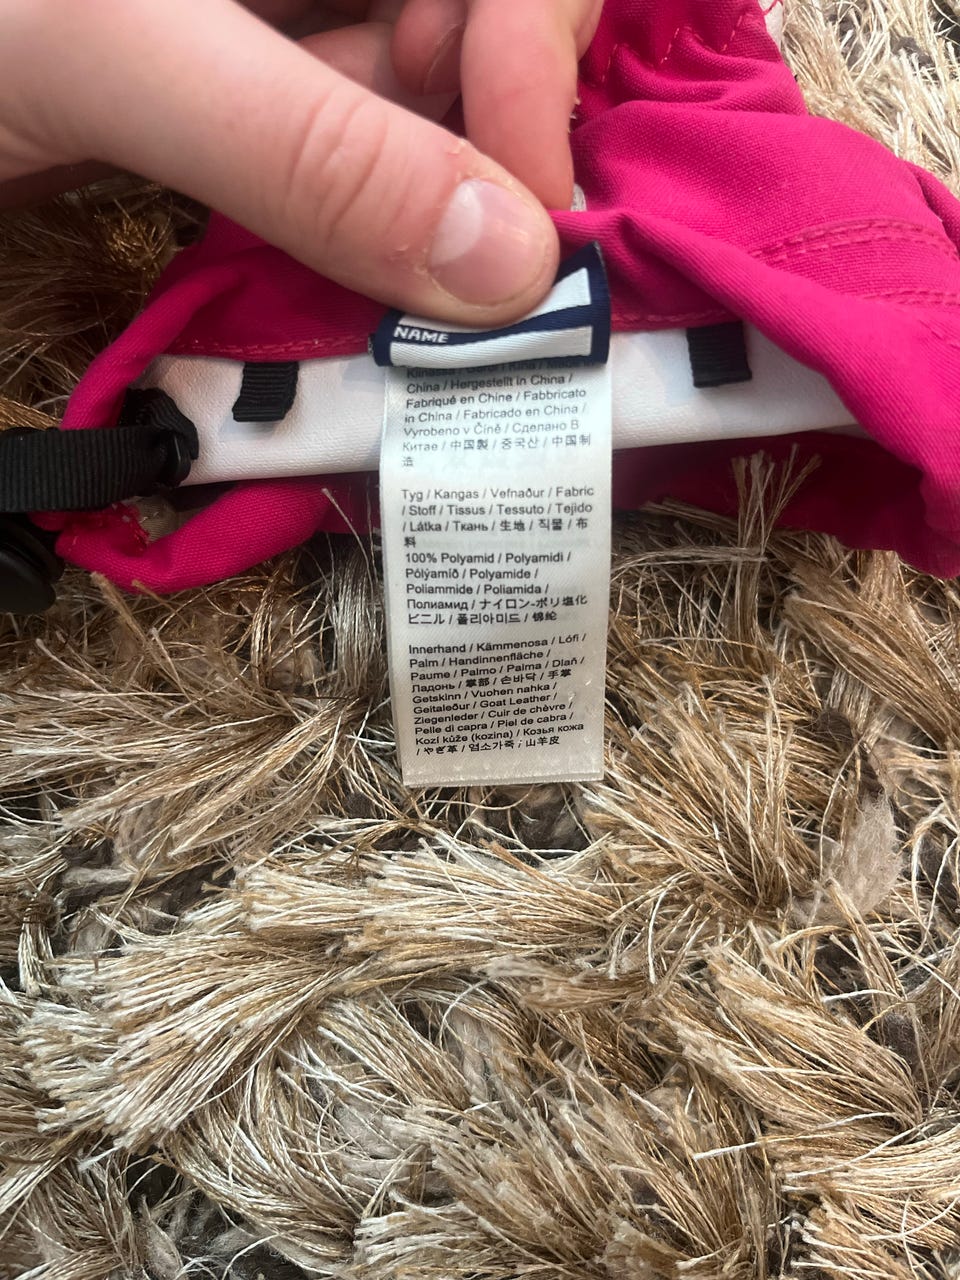 NAME
China / Hergestellt in China /
Fabriqué en Chine / Fabbricato
in China / Fabricado en China /
Vyrobeno v Číně / Сделано В
Китае / 中国製 / 중국산 / 中国制
造
Tyg / Kangas / Vefnaður / Fabric
/ Stoff / Tissus / Tessuto / Tejido
/ Látka / Ткань / 生地 / 직물 / 布
料
100% Polyamid / Polyamidi /
Pólýamíð / Polyamide /
Poliammide / Poliamida /
Полиамид / ナイロン-ポリ塩化
ビニル / 폴리아미드 / 锦纶
Innerhand / Kämmenosa / Lófi /
Palm / Handinnenfläche /
Paume / Palmo / Palma / Dlaň /
Ладонь / 掌部 / 손바닥 / 手掌
Getskinn / Vuohen nahka /
Geitaleður / Goat Leather /
Ziegenleder / Cuir de chèvre /
Pelle di capra / Piel de cabra /
Kozí kůže (kozina) / Козья кожа
/ やぎ革 / 염소가죽 / 山羊皮